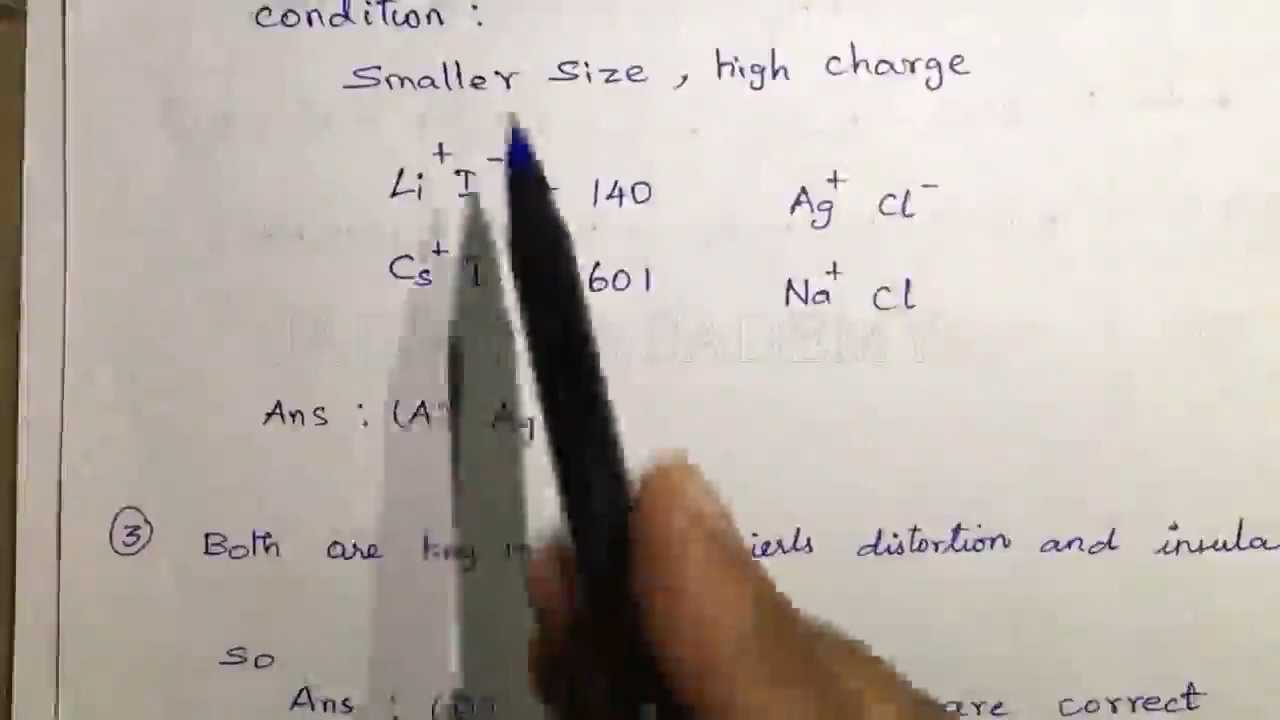 condition :
Smaller Size , high charge
Li⁺ I⁻ 140 Ag⁺ Cl⁻
Cs⁺ I 601 Na⁺ Cl
Ans : (A)
③ Both are distortion and
So
Ans : are correct